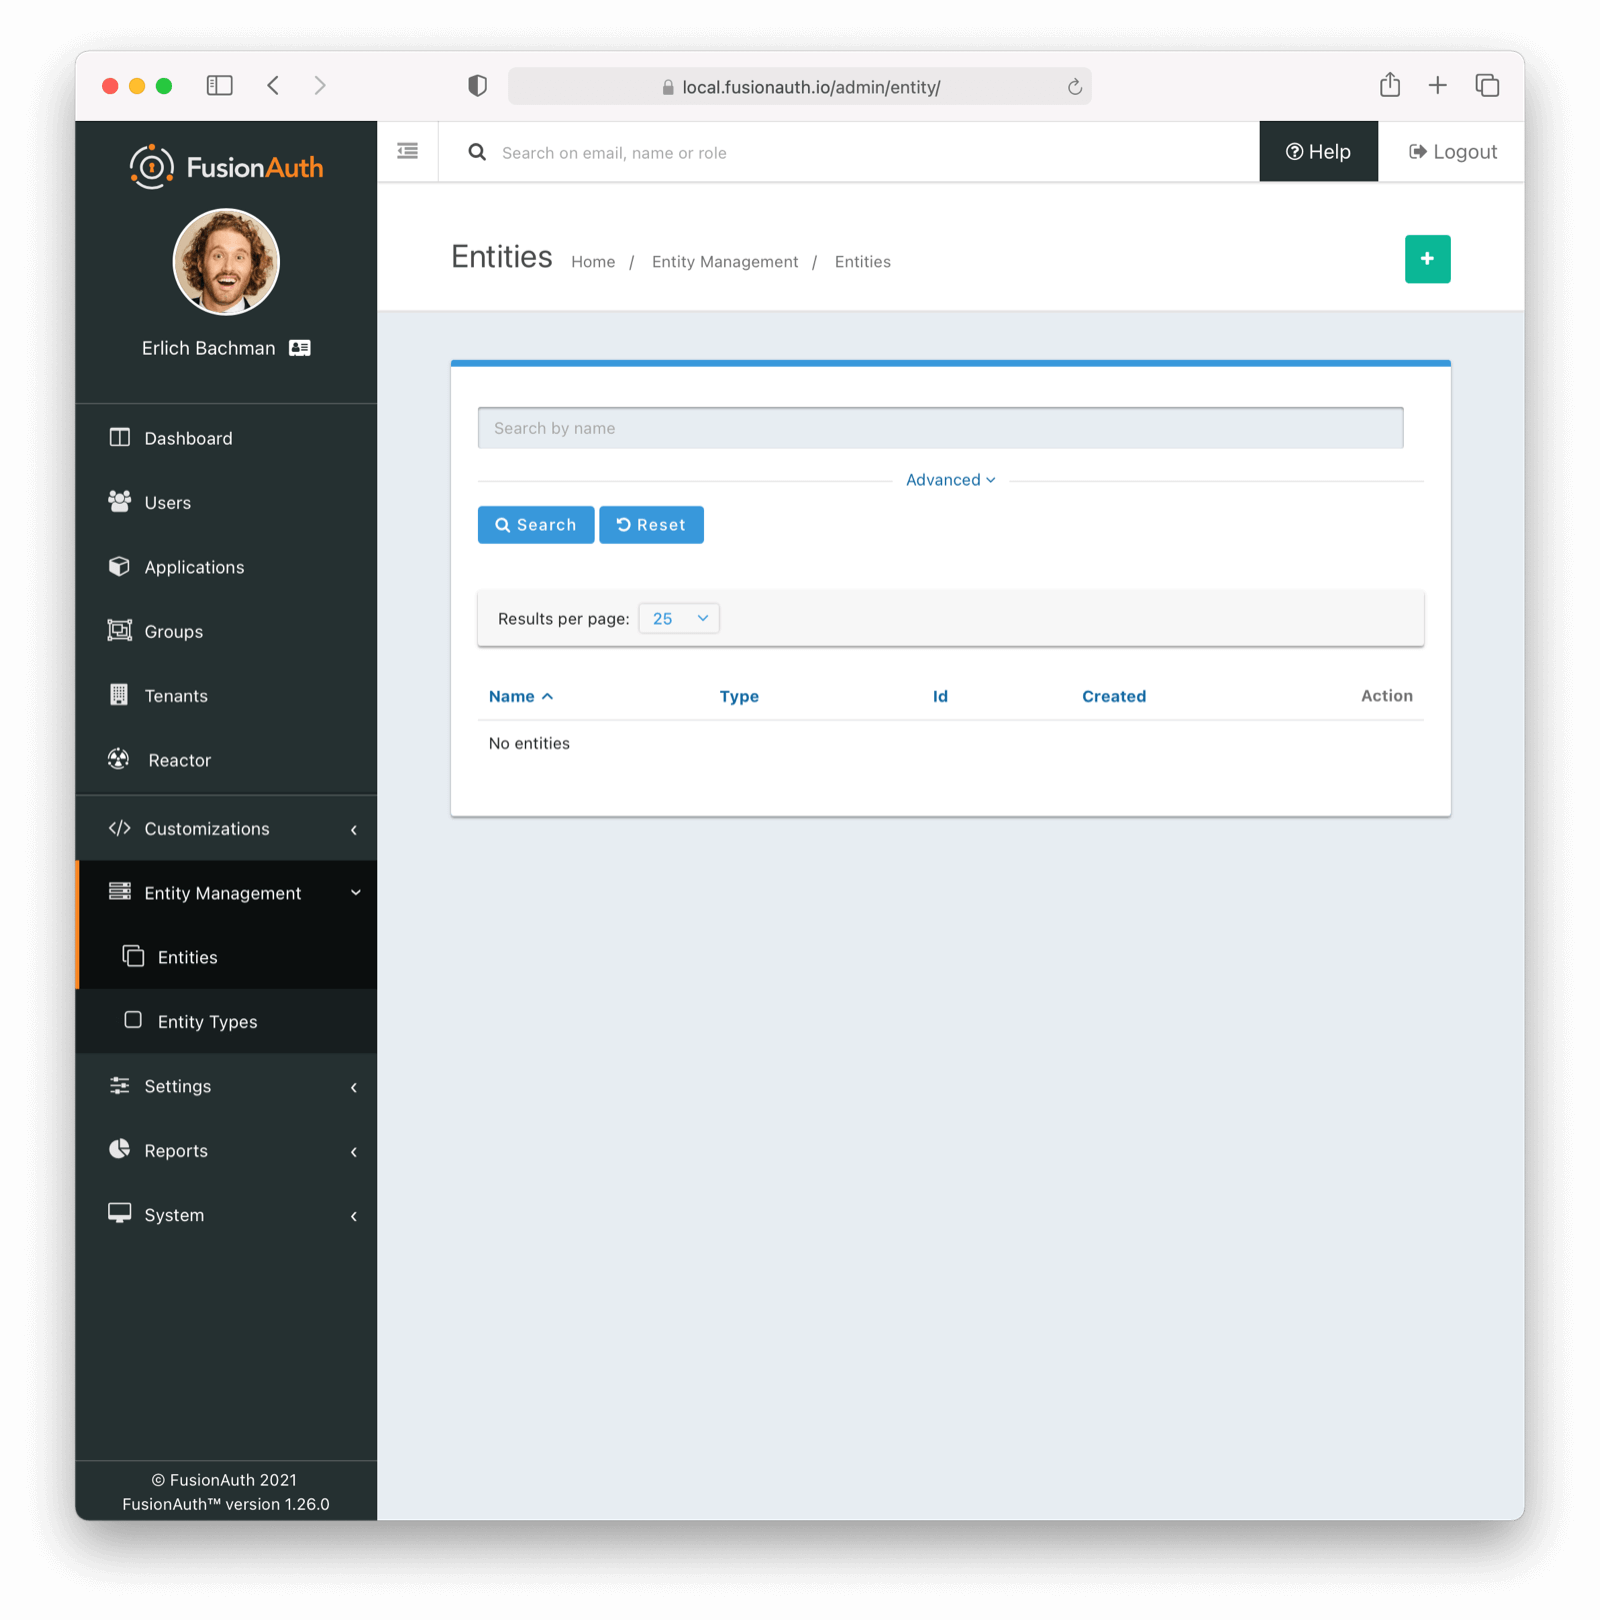 local.fusionauth.io/admin/entity/
FusionAuth
Search on email, name or role
Help
Logout
Erlich Bachman
Entities
Home / Entity Management / Entities
+
Search by name
Advanced
Search
Reset
Results per page: 25
Name Type Id Created Action
No entities
Dashboard
Users
Applications
Groups
Tenants
Reactor
Customizations
Entity Management
Entities
Entity Types
Settings
Reports
System
© FusionAuth 2021
FusionAuth™ version 1.26.0